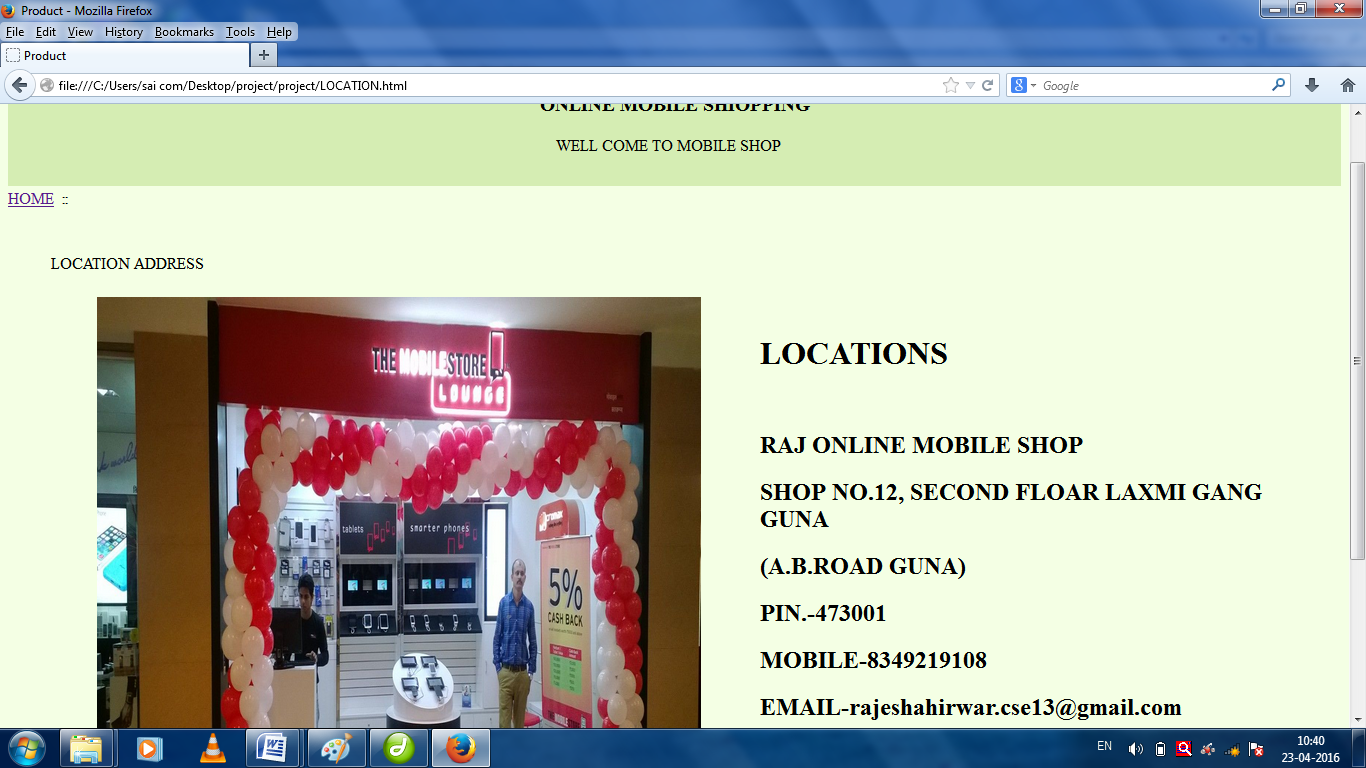 Product - Mozilla Firefox
File Edit View History Bookmarks Tools Help
Product
file:///C:/Users/sai com/Desktop/project/project/LOCATION.html
Google
ONLINE MOBILE SHIOPPING
WELL COME TO MOBILE SHOP
HOME ::
LOCATION ADDRESS
THE MOBILE STORE
LOUNGE
tablets
smarter phones
5%
CASH BACK
LOCATIONS
RAJ ONLINE MOBILE SHOP
SHOP NO.12, SECOND FLOAR LAXMI GANG
GUNA
(A.B.ROAD GUNA)
PIN.-473001
MOBILE-8349219108
EMAIL-rajeshahirwar.cse13@gmail.com
EN
10:40
23-04-2016